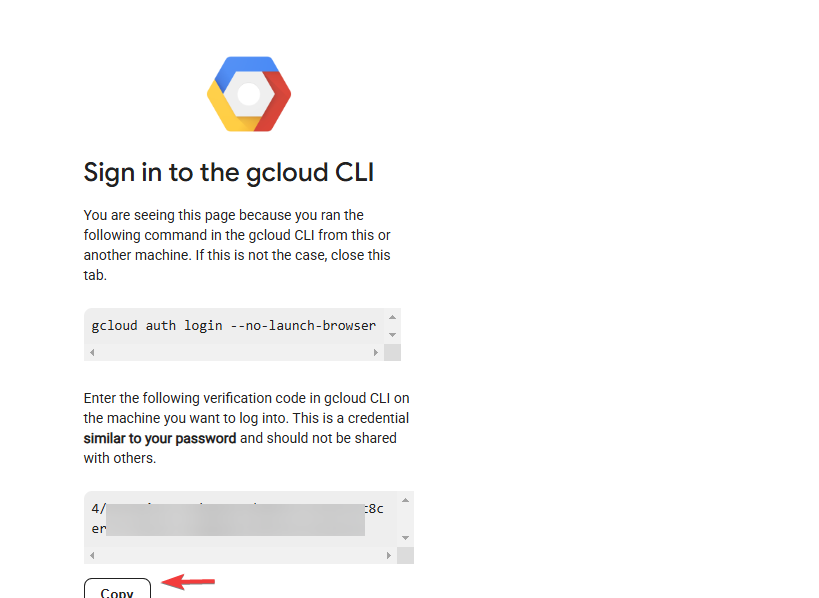 Sign in to the gcloud CLI
You are seeing this page because you ran the
following command in the gcloud CLI from this or
another machine. If this is not the case, close this
tab.
gcloud auth login --no-launch-browser
Enter the following verification code in gcloud CLI on
the machine you want to log into. This is a credential
similar to your password and should not be shared
with others.
4/
c8c
er
Copy